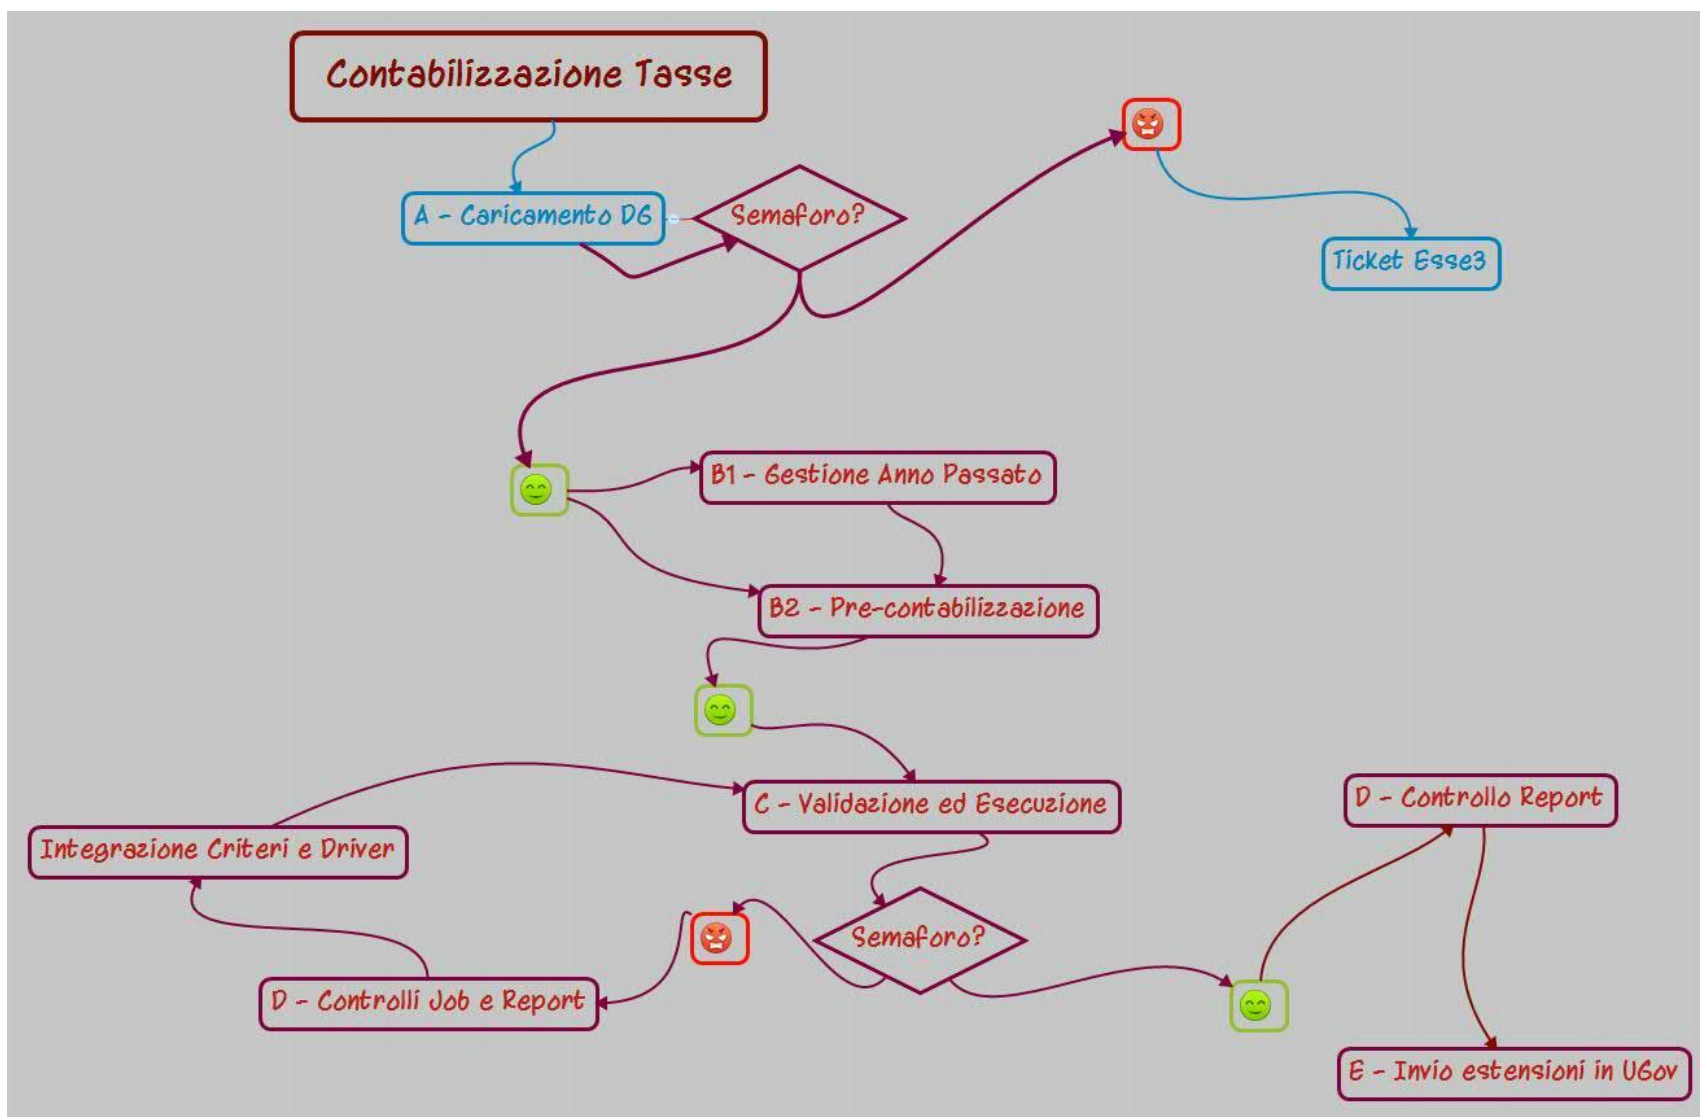 Contabilizzazione Tasse
A - Caricamento DG
Semaforo?
Ticket Esse3
B1 - Gestione Anno Passato
B2 - Pre-contabilizzazione
C - Validazione ed Esecuzione
D - Controllo Report
Integrazione Criteri e Driver
Semaforo?
D - Controlli Job e Report
E - Invio estensioni in UGov